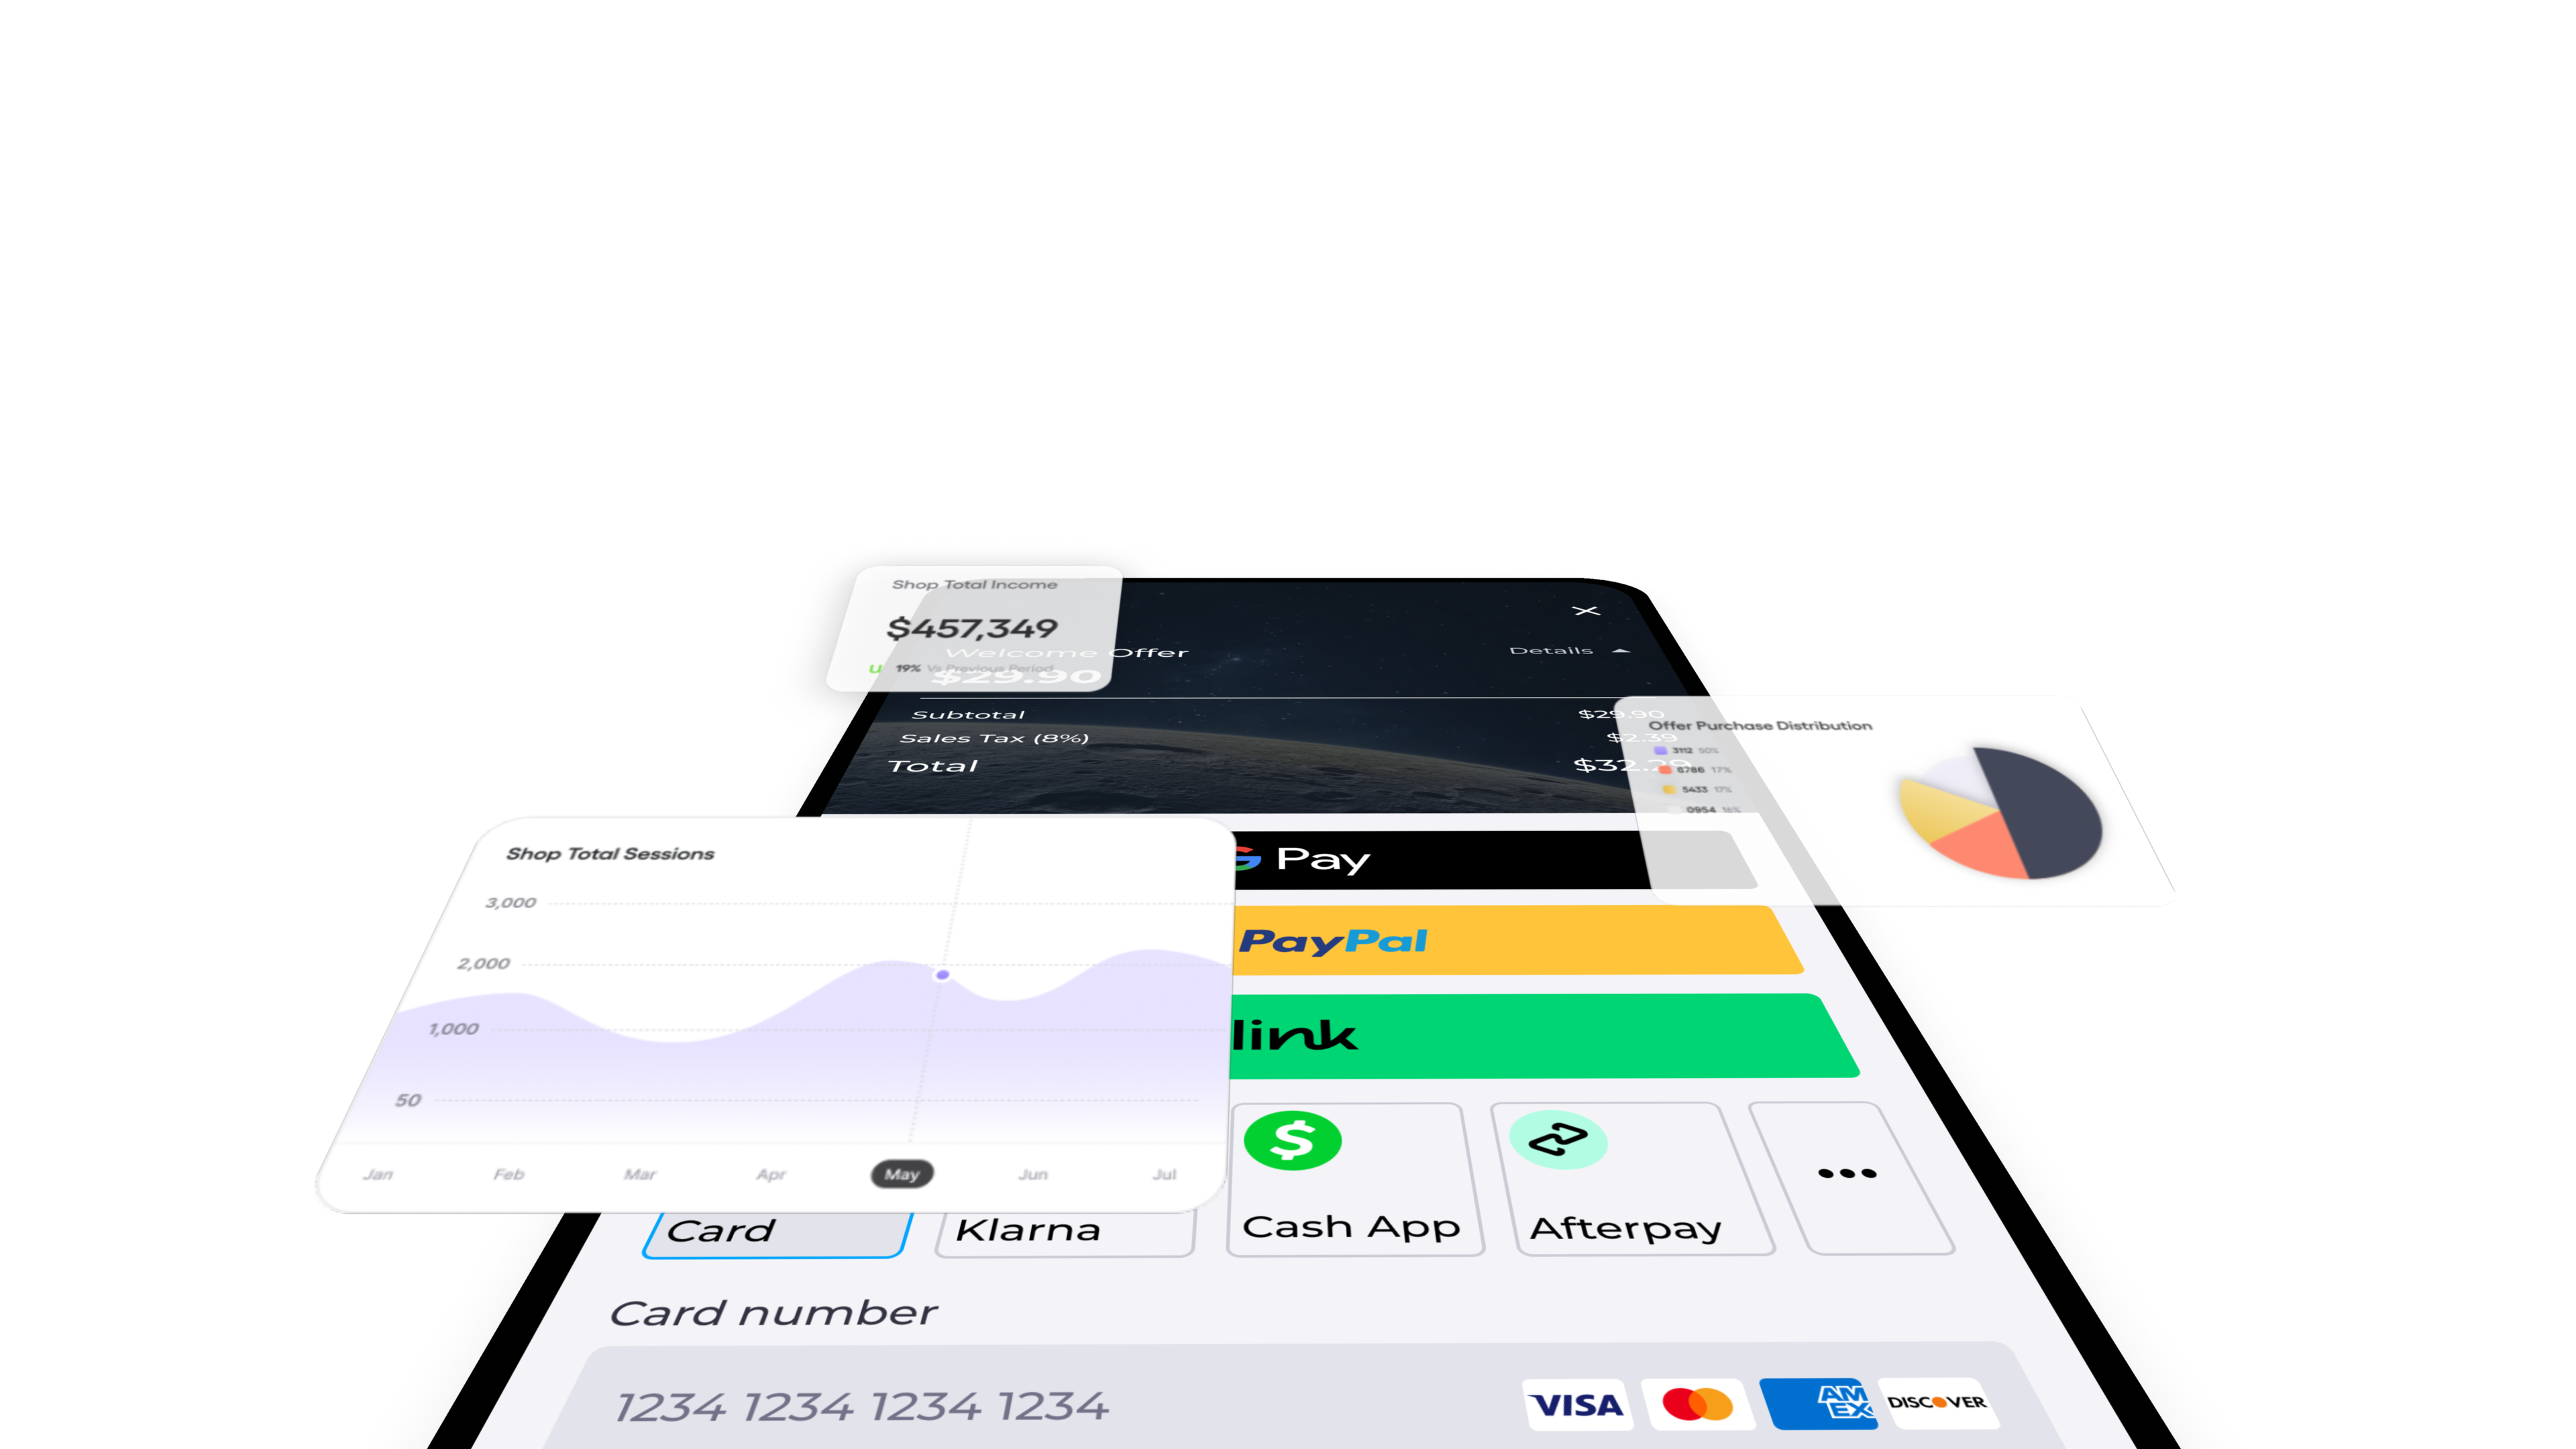 Shop Total Income
$457,349
19% Vs Previous Period
Welcome Offer
$29.90
Details
Subtotal
$29.90
Sales Tax (8%)
$2.39
Total
$32.29
Offer Purchase Distribution
3112 50%
8786 17%
5433 17%
0954 16%
Shop Total Sessions
3,000
2,000
1,000
50
Jan Feb Mar Apr May Jun Jul
G Pay
PayPal
link
Card
Klarna
Cash App
Afterpay
Card number
1234 1234 1234 1234
VISA
AM EX
DISCOVER